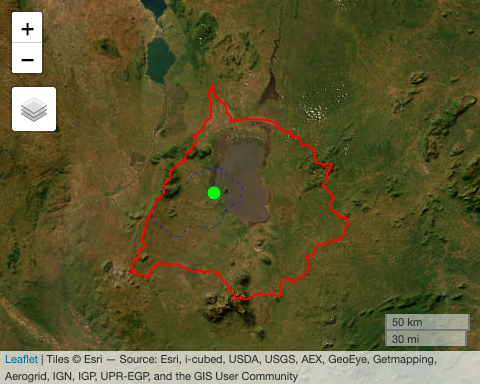 +
−
50 km
30 mi
Leaflet | Tiles © Esri — Source: Esri, i-cubed, USDA, USGS, AEX, GeoEye, Getmapping,
Aerogrid, IGN, IGP, UPR-EGP, and the GIS User Community